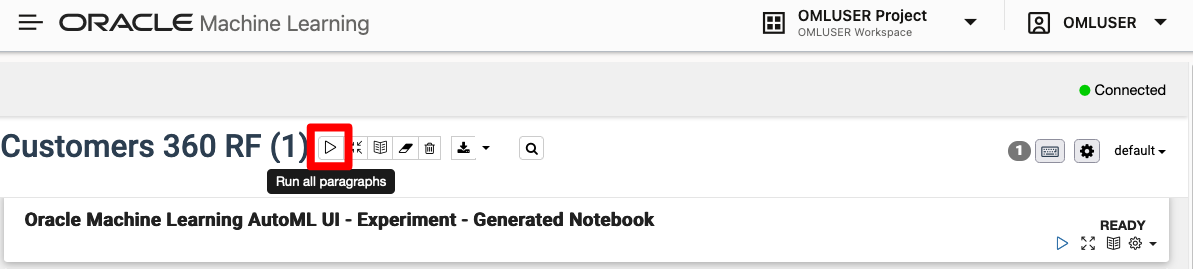 ORACLE Machine Learning
OMLUSER Project
OMLUSER Workspace
OMLUSER
Connected
Customers 360 RF (1)
1
default
Run all paragraphs
Oracle Machine Learning AutoML UI - Experiment - Generated Notebook
READY